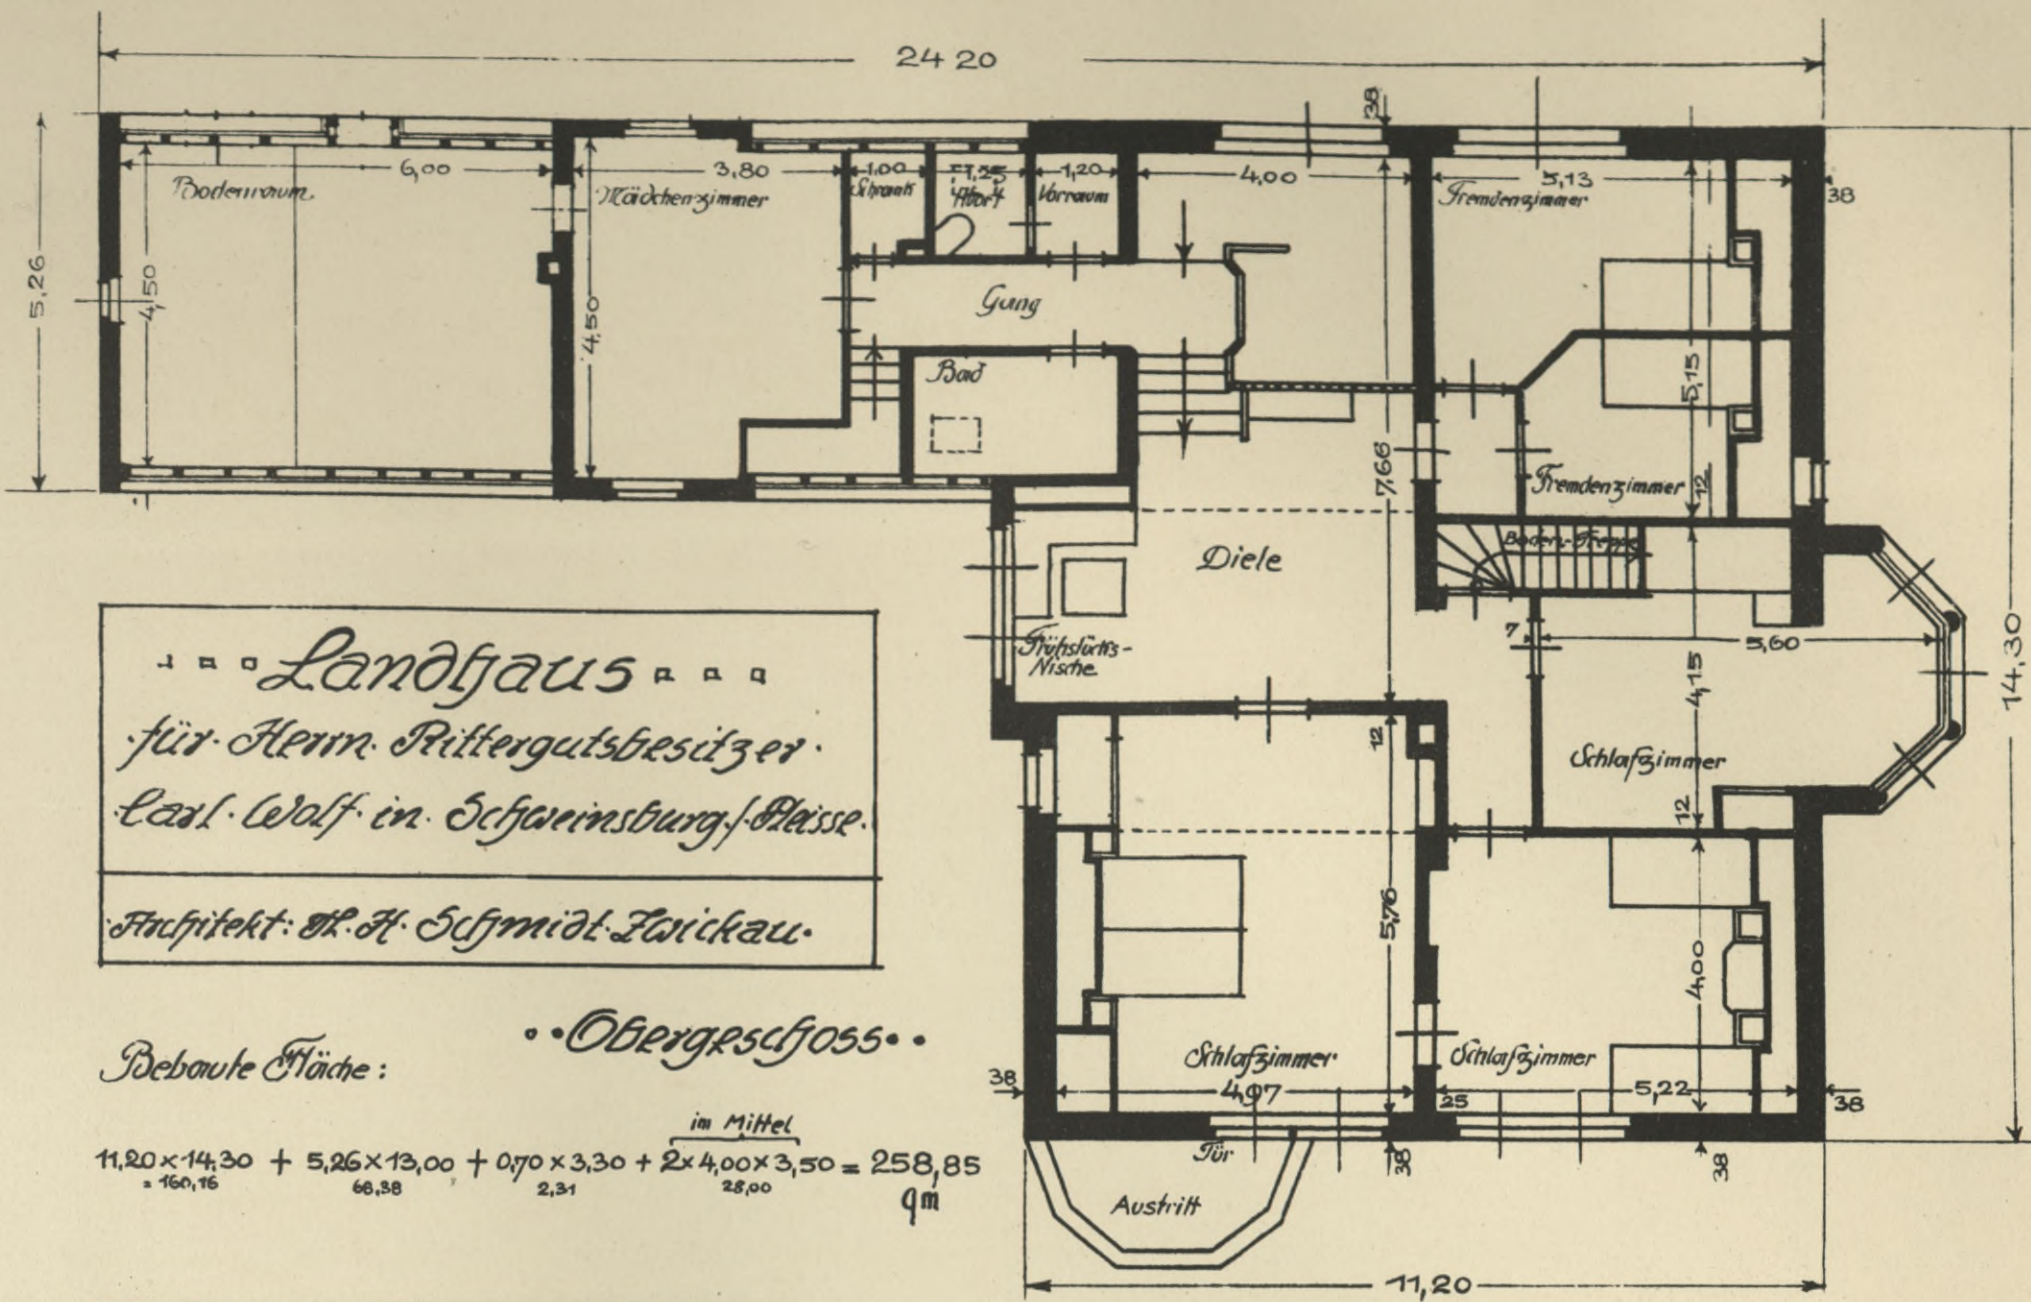 24 20
38
6,00
3,80
1,00
1,25
1,20
4,00
5,13
38
Bodenraum
Mädchenzimmer
Schrank
Abort
Vorraum
Fremdenzimmer
5,26
4,50
4,50
Gang
Bad
5,15
7,66
Fremdenzimmer
12
Diele
Boden-Treppe
Frühstücks-
Nische
7
5,60
4,15
14,30
Schlafzimmer
12
12
5,76
4,00
Landhaus
für Herrn Rittergutsbesitzer
Carl Wolf in Schweinsburg/Pleisse.
Architekt: Th. H. Schmidt Zwickau.
Obergeschoss
Schlafzimmer
Schlafzimmer
38
4,97
25
5,22
38
Bebaute Fläche:
im Mittel
11,20 x 14,30 + 5,26 x 13,00 + 0,70 x 3,30 + 2 x 4,00 x 3,50 = 258,85
= 160,16
68,38
2,31
28,00
qm
Tür
38
38
Austritt
11,20